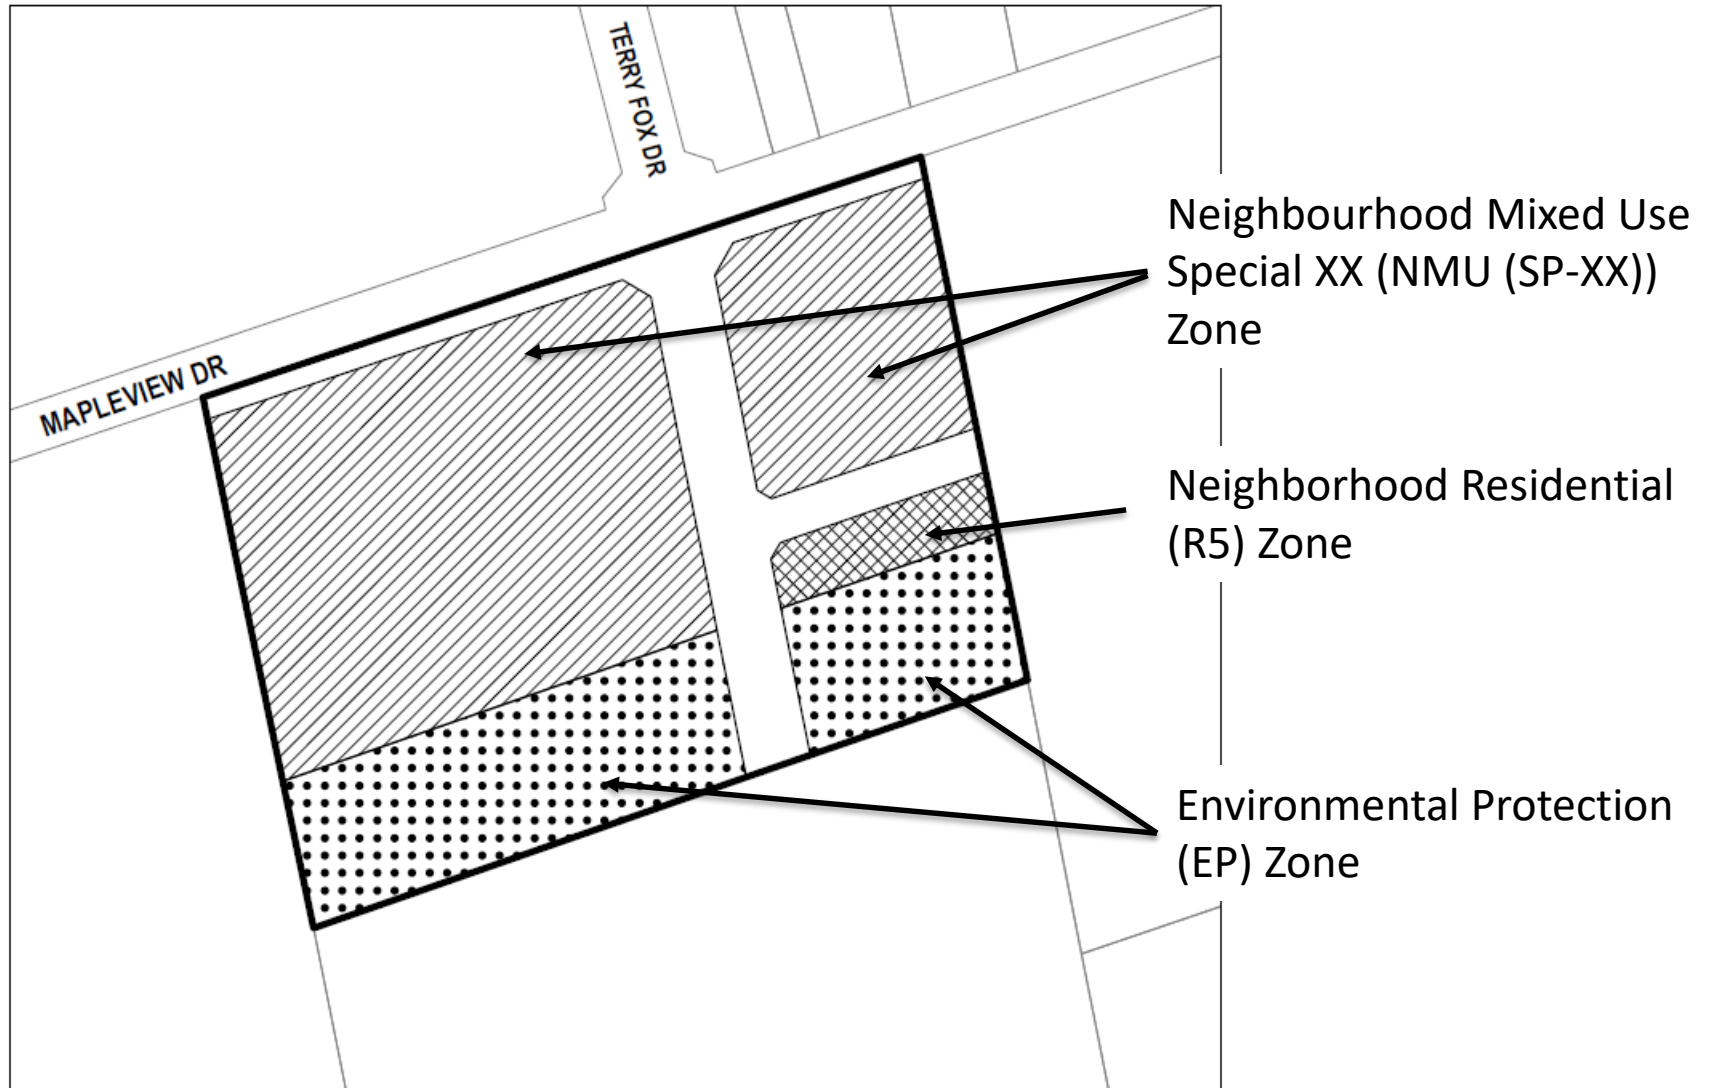 TERRY FOX DR
MAPLEVIEW DR
Neighbourhood Mixed Use
Special XX (NMU (SP-XX))
Zone
Neighborhood Residential
(R5) Zone
Environmental Protection
(EP) Zone